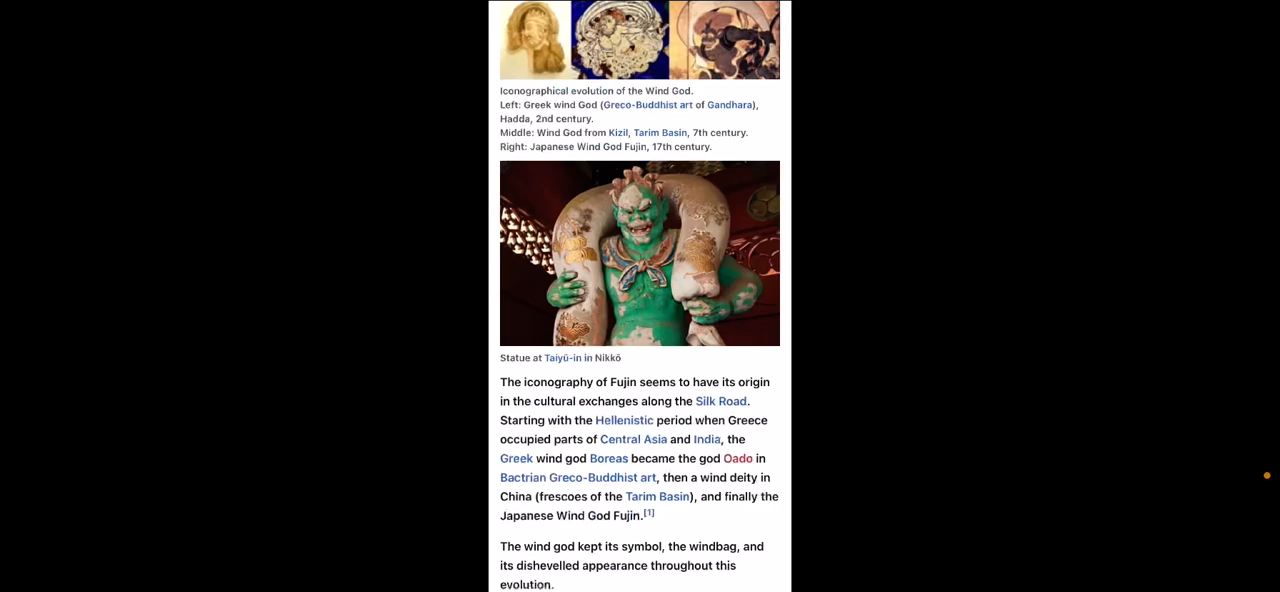 Iconographical evolution of the Wind God.
Left: Greek wind God (Greco-Buddhist art of Gandhara),
Hadda, 2nd century.
Middle: Wind God from Kizil, Tarim Basin, 7th century.
Right: Japanese Wind God Fujin, 17th century.
Statue at Taiyū-in in Nikkō
The iconography of Fujin seems to have its origin
in the cultural exchanges along the Silk Road.
Starting with the Hellenistic period when Greece
occupied parts of Central Asia and India, the
Greek wind god Boreas became the god Oado in
Bactrian Greco-Buddhist art, then a wind deity in
China (frescoes of the Tarim Basin), and finally the
Japanese Wind God Fujin.[1]
The wind god kept its symbol, the windbag, and
its dishevelled appearance throughout this
evolution.